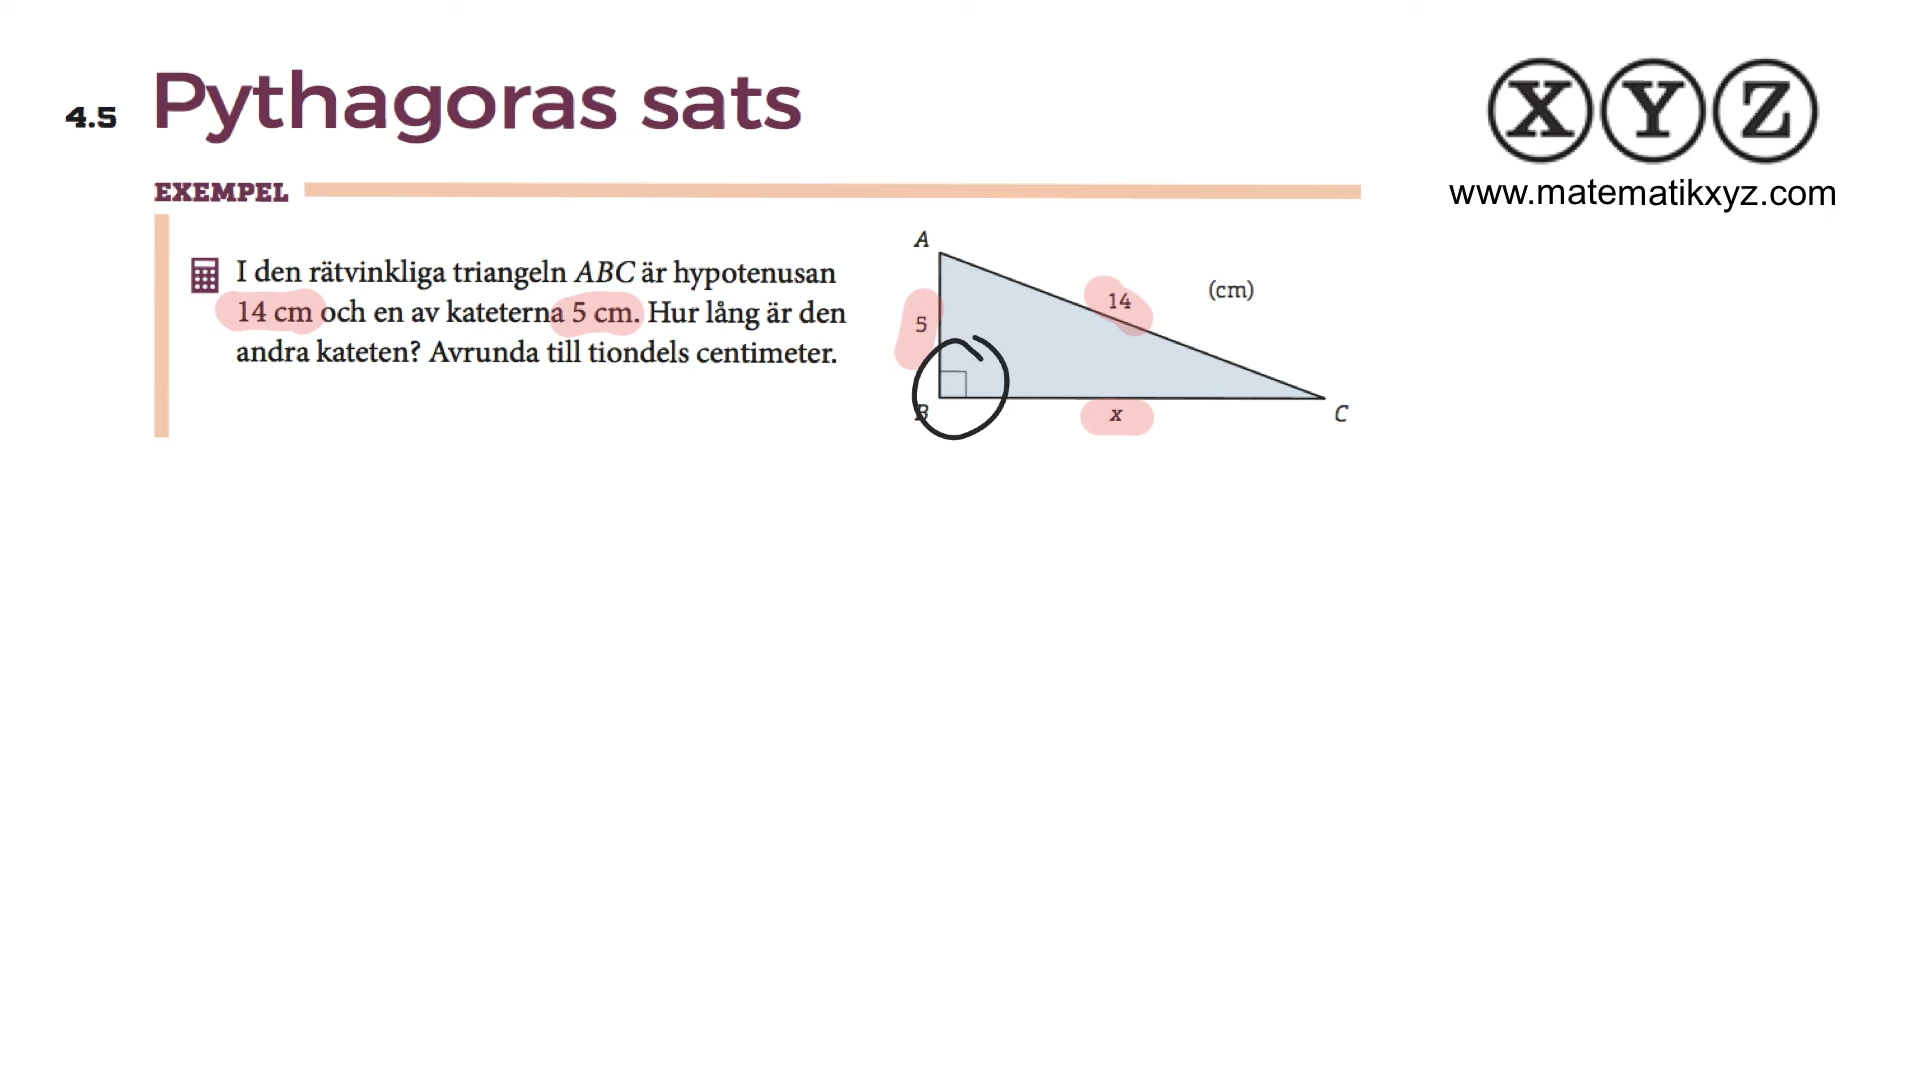 4.5 Pythagoras sats
XYZ
www.matematikxyz.com
EXEMPEL
I den rätvinkliga triangeln ABC är hypotenusan
14 cm och en av kateterna 5 cm. Hur lång är den
andra kateten? Avrunda till tiondels centimeter.
A
14
(cm)
5
B
x
C